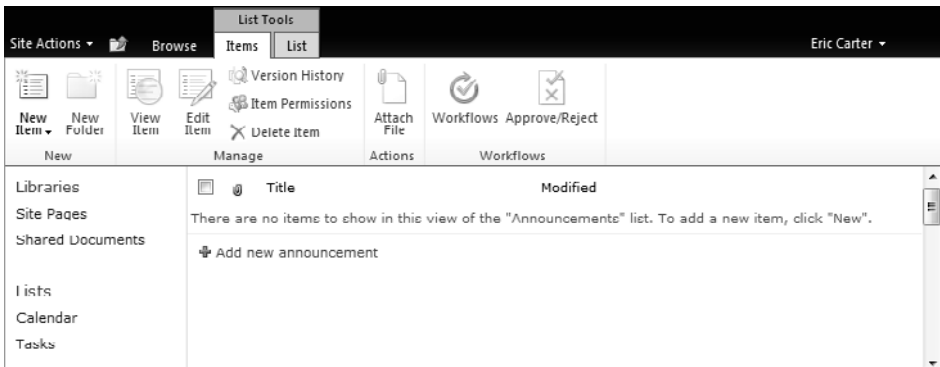 List Tools
Site Actions Browse Items List Eric Carter
Version History
Item Permissions
Delete Item
New Item New Folder View Item Edit Item Attach File Workflows Approve/Reject
New Manage Actions Workflows
Libraries
Site Pages
Shared Documents
Lists
Calendar
Tasks
Title Modified
There are no items to show in this view of the "Announcements" list. To add a new item, click "New".
Add new announcement